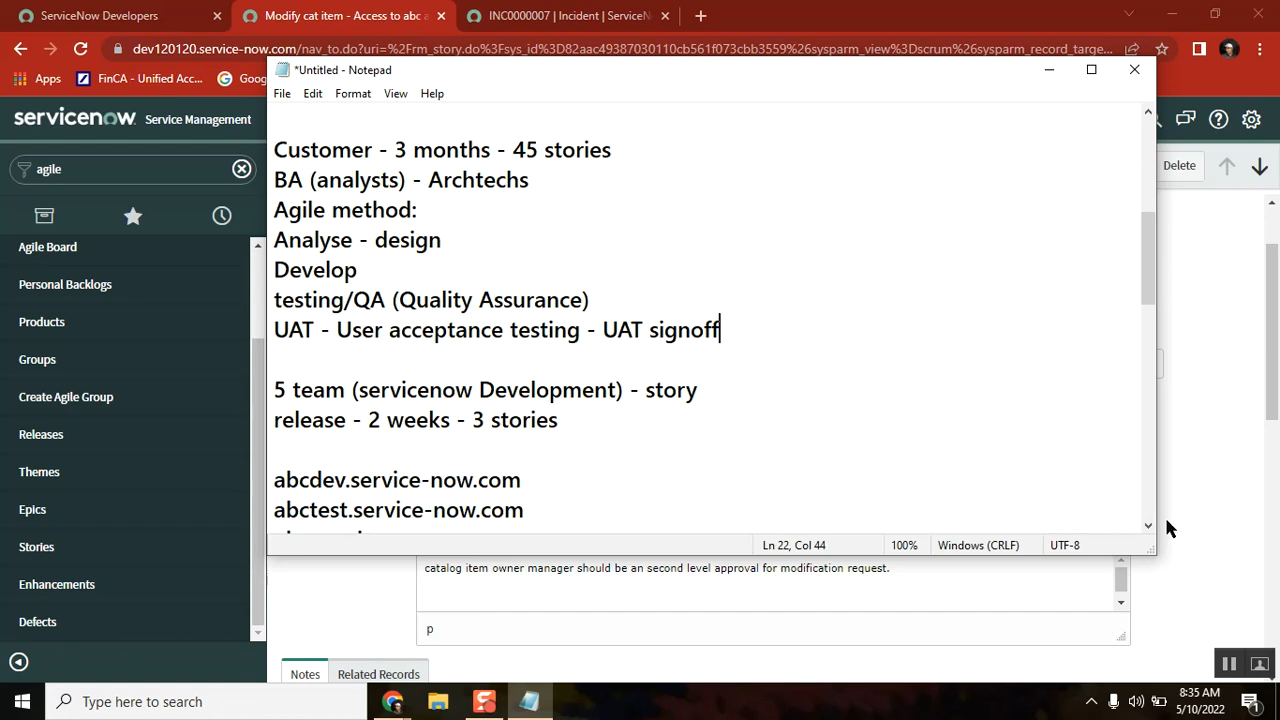 ServiceNow Developers
Modify cat item - Access to abc a
INC0000007 | Incident | ServiceN
dev120120.service-now.com/nav_to.do?uri=%2Frm_story.do%3Fsys_id%3D82aac49387030110cb561f073cbb3559%26sysparm_view%3Dscrum%26sysparm_record_targe...
Apps
FinCA - Unified Acc...
Goog
*Untitled - Notepad
File Edit Format View Help
servicenow Service Management
Delete
agile
Agile Board
Personal Backlogs
Products
Groups
Create Agile Group
Releases
Themes
Epics
Stories
Enhancements
Defects
Customer - 3 months - 45 stories
BA (analysts) - Archtechs
Agile method:
Analyse - design
Develop
testing/QA (Quality Assurance)
UAT - User acceptance testing - UAT signoff
5 team (servicenow Development) - story
release - 2 weeks - 3 stories
abcdev.service-now.com
abctest.service-now.com
Ln 22, Col 44 100% Windows (CRLF) UTF-8
catalog item owner manager should be an second level approval for modification request.
p
Notes Related Records
Type here to search
8:35 AM
5/10/2022
1